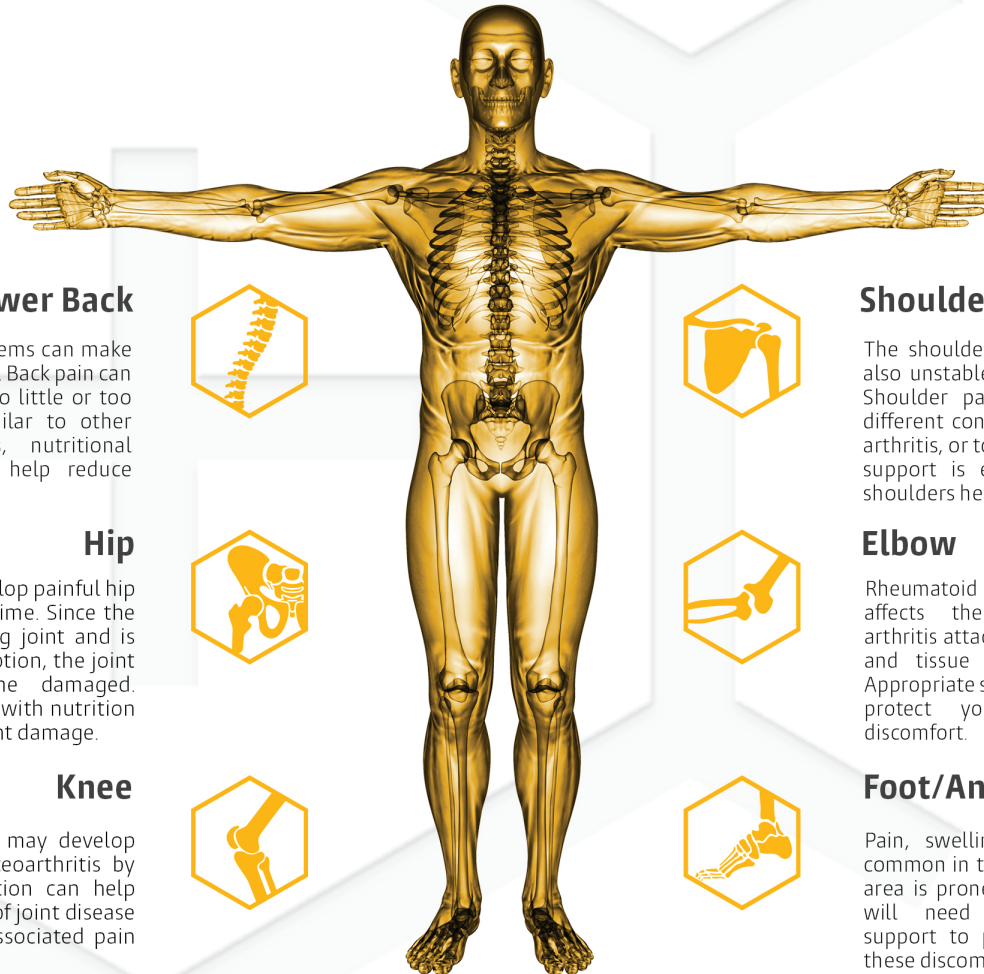 wer Back
ems can make
. Back pain can
o little or too
ilar to other
, nutritional
help reduce
Hip
lop painful hip
ime. Since the
g joint and is
tion, the joint
ne damaged.
with nutrition
nt damage.
Knee
may develop
teoarthritis by
tion can help
of joint disease
ssociated pain
Shoulde
The shoulde
also unstable
Shoulder pa
different con
arthritis, or to
support is e
shoulders he
Elbow
Rheumatoid
affects the
arthritis attac
and tissue
Appropriate s
protect yo
discomfort.
Foot/An
Pain, swellin
common in t
area is prone
will need
support to p
these discom